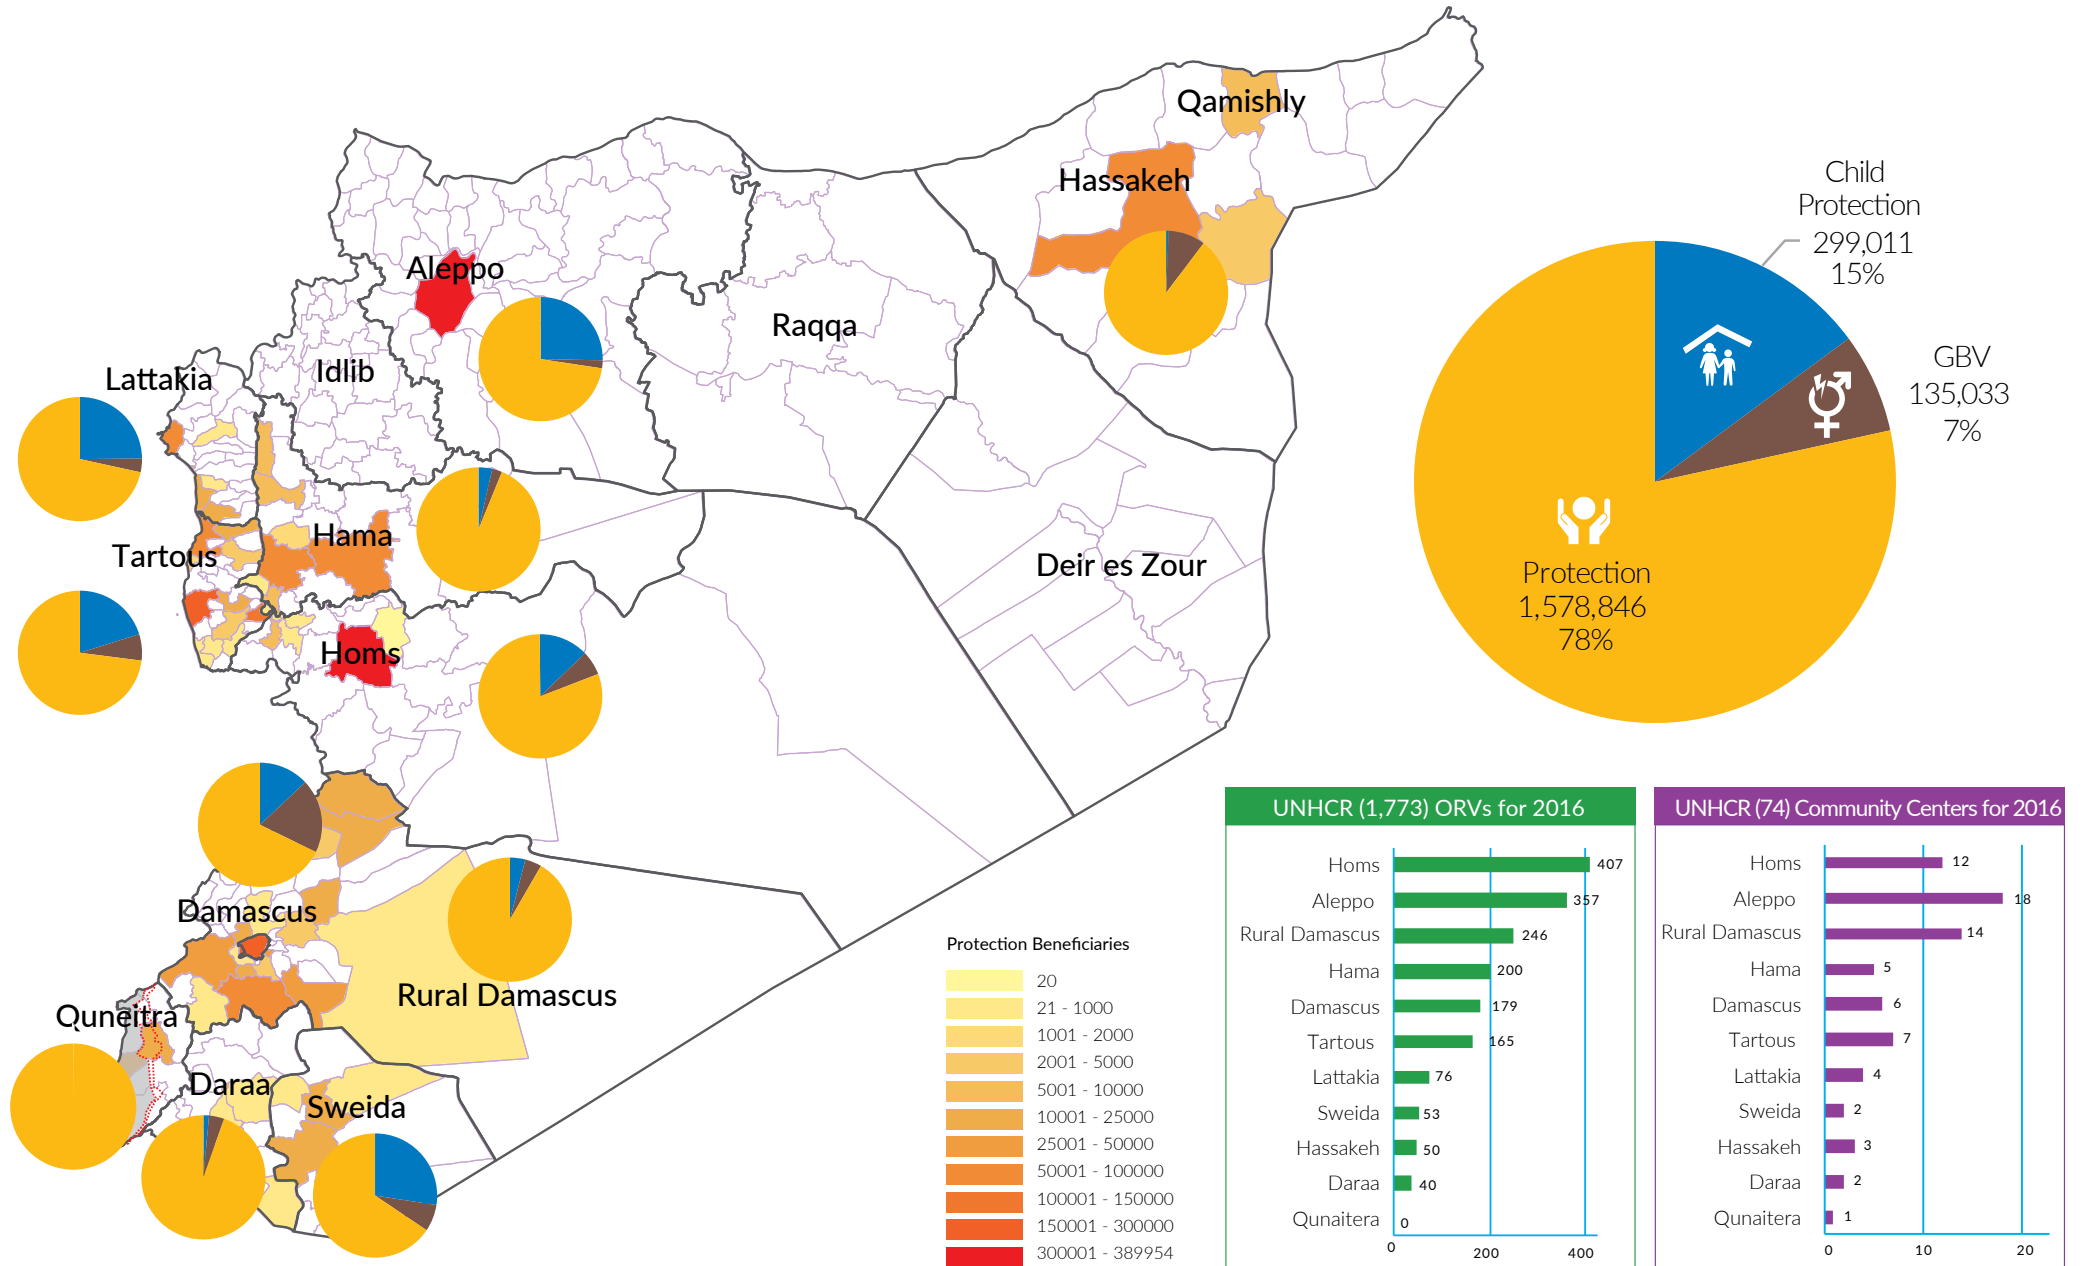 Qamishly
Hassakeh
Aleppo
Raqqa
Idlib
Lattakia
Hama
Tartous
Deir es Zour
Homs
Damascus
Rural Damascus
Quneitra
Daraa
Sweida
Child
Protection
299,011
15%
GBV
135,033
7%
Protection
1,578,846
78%
Protection Beneficiaries
20
21 - 1000
1001 - 2000
2001 - 5000
5001 - 10000
10001 - 25000
25001 - 50000
50001 - 100000
100001 - 150000
150001 - 300000
300001 - 389954
UNHCR (1,773) ORVs for 2016
Homs 407
Aleppo 357
Rural Damascus 246
Hama 200
Damascus 179
Tartous 165
Lattakia 76
Sweida 53
Hassakeh 50
Daraa 40
Qunaitera 0
0 200 400
UNHCR (74) Community Centers for 2016
Homs 12
Aleppo 18
Rural Damascus 14
Hama 5
Damascus 6
Tartous 7
Lattakia 4
Sweida 2
Hassakeh 3
Daraa 2
Qunaitera 1
0 10 20